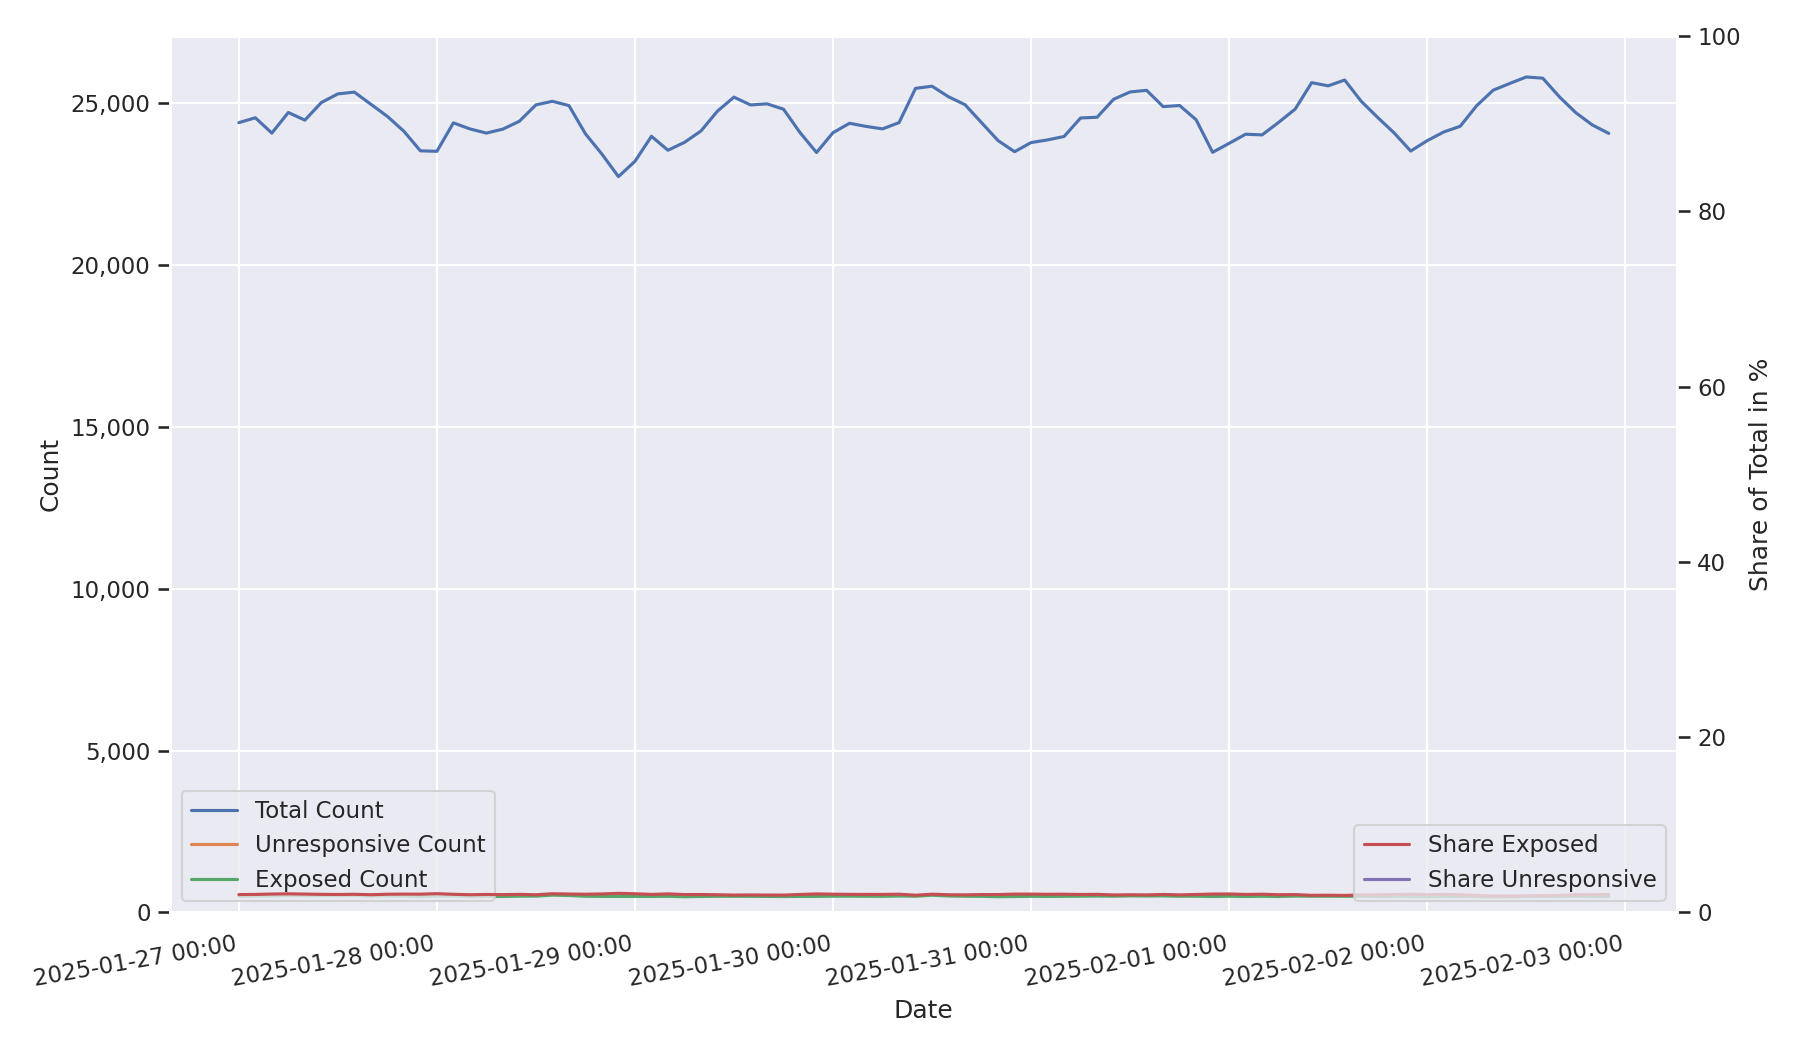 100
25,000
80
20,000
60
15,000
Count
Share of Total in %
40
10,000
20
5,000
Total Count
Unresponsive Count
Exposed Count
Share Exposed
Share Unresponsive
0
0
2025-01-27 00:00
2025-01-28 00:00
2025-01-29 00:00
2025-01-30 00:00
2025-01-31 00:00
2025-02-01 00:00
2025-02-02 00:00
2025-02-03 00:00
Date